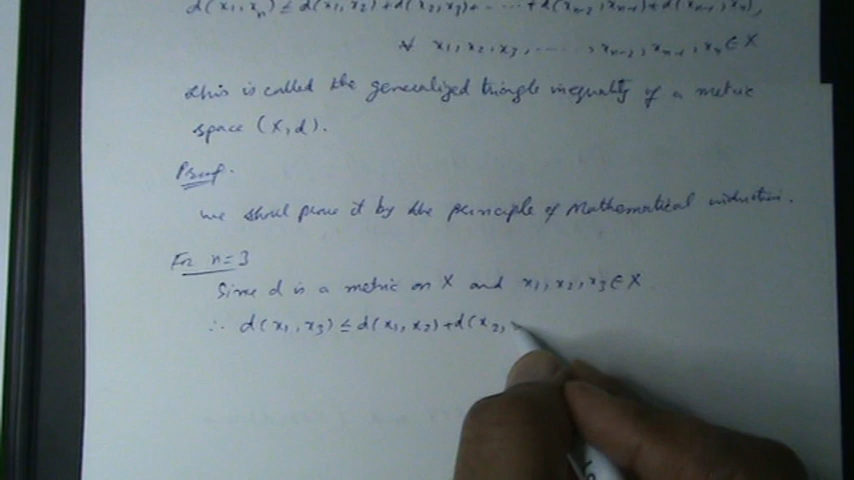 d(x₁, xₙ) ≤ d(x₁, x₂) + d(x₂, x₃) + ...... + d(xₙ₋₂, xₙ₋₁) + d(xₙ₋₁, xₙ),
∀ x₁, x₂, x₃, ......, xₙ₋₂, xₙ₋₁, xₙ ∈ X
This is called the generalized triangle inequality of a metric
space (X, d).
Proof.
We shall prove it by the principle of Mathematical induction.
For n = 3
Since d is a metric on X and x₁, x₂, x₃ ∈ X
∴ d(x₁, x₃) ≤ d(x₁, x₂) + d(x₂,